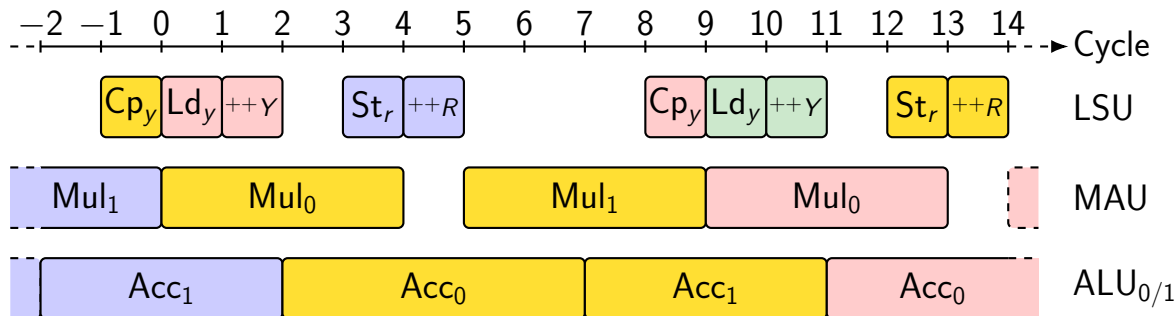 −2 −1 0 1 2 3 4 5 6 7 8 9 10 11 12 13 14 Cycle
Cp_y Ld_y ++Y St_r ++R Cp_y Ld_y ++Y St_r ++R LSU
Mul_1 Mul_0 Mul_1 Mul_0 MAU
Acc_1 Acc_0 Acc_1 Acc_0 ALU_0/1